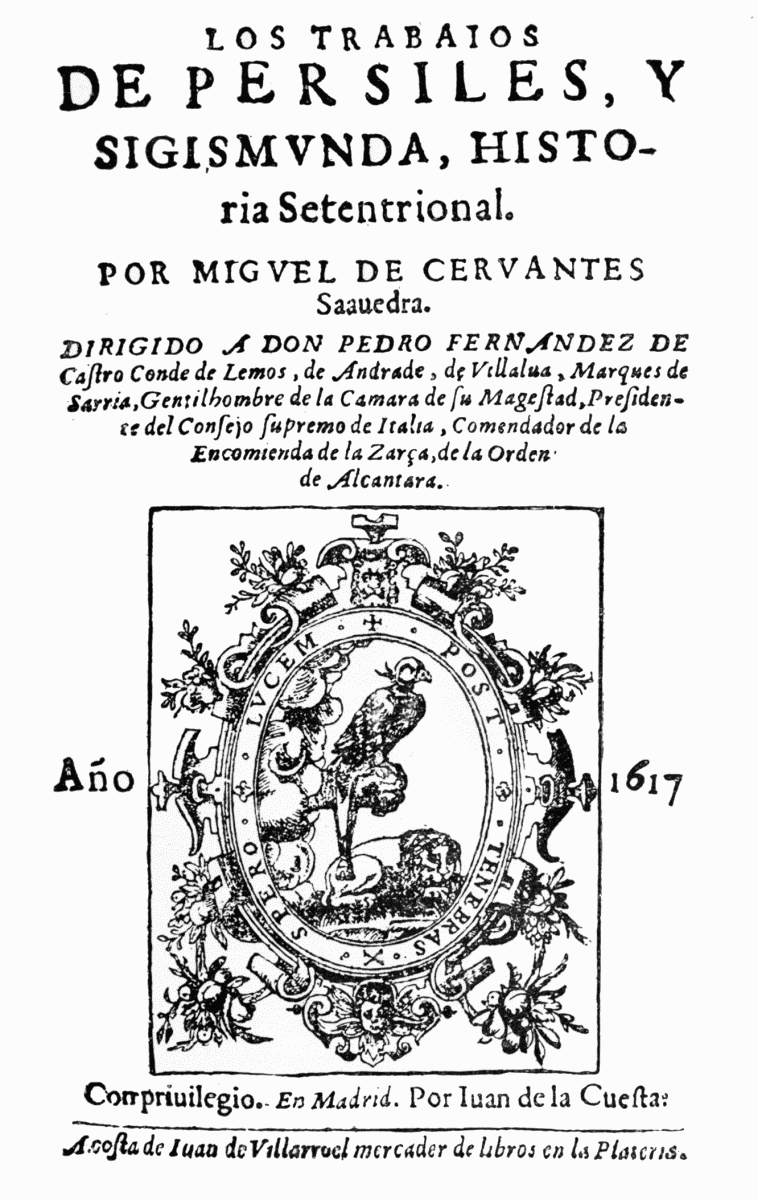 LOS TRABAIOS
DE PERSILES, Y
SIGISMVNDA, HISTO-
ria Setentrional.
POR MIGVEL DE CERVANTES
Saauedra.
DIRIGIDO A DON PEDRO FERNANDEZ DE
Caſtro Conde de Lemos, de Andrade, de Villalua, Marques de
Sarria, Gentilhombre de la Camara de ſu Mageſtad, Preſiden-
te del Conſejo ſupremo de Italia, Comendador de la
Encomienda de la Zarça, de la Orden
de Alcantara.
POST TENEBRAS SPERO LVCEM
Año 1617
Con priuilegio. En Madrid. Por Iuan de la Cueſta.
A coſta de Iuan de Villarroel mercader de libros en la Plateria.